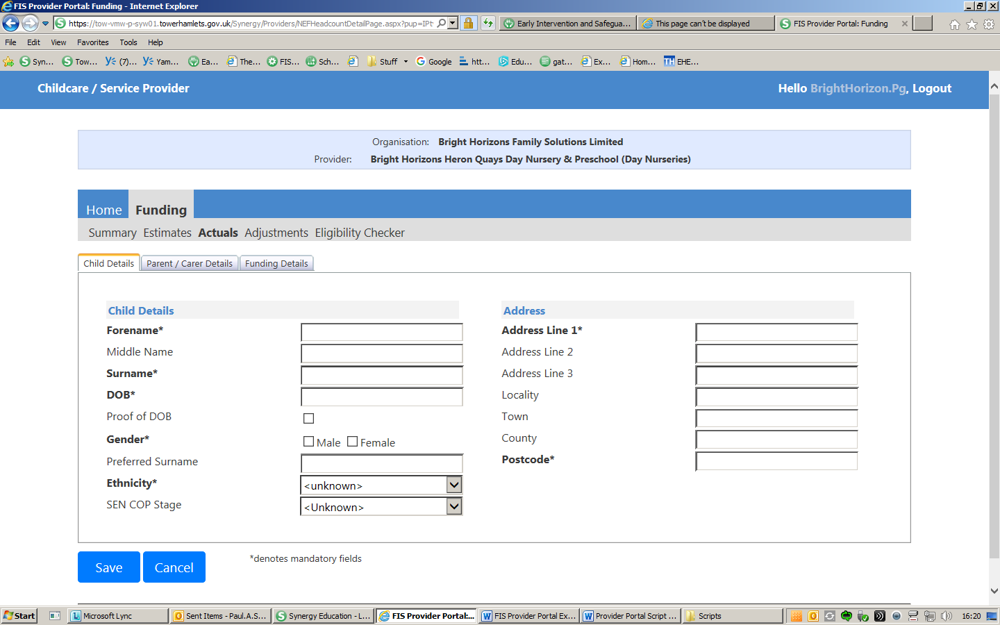 FIS Provider Portal: Funding - Internet Explorer
https://tow-vmw-p-syw01.towerhamlets.gov.uk/Synergy/Providers/NEFHeadcountDetailPage.aspx?pup=IPt
Early Intervention and Safegua...
This page can't be displayed
FIS Provider Portal: Funding
File Edit View Favorites Tools Help
Syn... Tow... (7)... Yam... Ea... The... FIS... Sch... Stuff Google htt... Edu... gat... Ex... Hom... EHE...
Childcare / Service Provider
Hello BrightHorizon.Pg, Logout
Organisation: Bright Horizons Family Solutions Limited
Provider: Bright Horizons Heron Quays Day Nursery & Preschool (Day Nurseries)
Home Funding
Summary Estimates Actuals Adjustments Eligibility Checker
Child Details Parent / Carer Details Funding Details
Child Details
Forename*
Middle Name
Surname*
DOB*
Proof of DOB
Gender* Male Female
Preferred Surname
Ethnicity* <unknown>
SEN COP Stage <Unknown>
Address
Address Line 1*
Address Line 2
Address Line 3
Locality
Town
County
Postcode*
Save Cancel *denotes mandatory fields
Start Microsoft Lync Sent Items - Paul.A.S... Synergy Education - L... FIS Provider Portal:... FIS Provider Portal Ex... Provider Portal Script ... Scripts 16:20